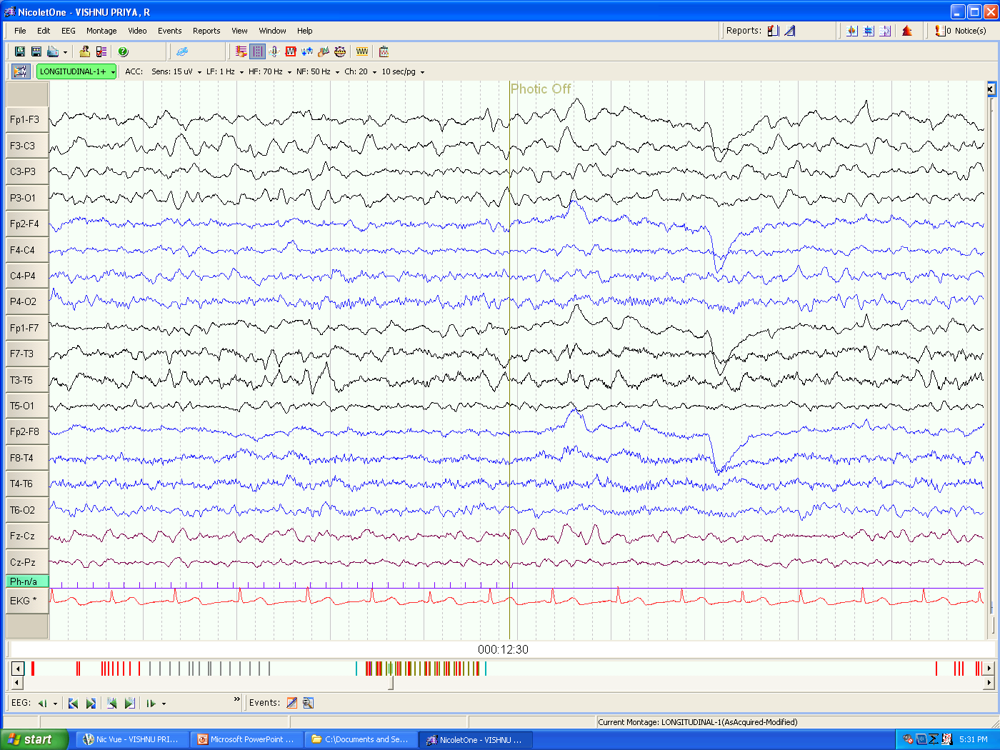 NicoletOne - VISHNU PRIYA, R
File Edit EEG Montage Video Events Reports View Window Help
Reports: 0 Notice(s)
LONGITUDINAL-1+ ACC: Sens: 15 uV LF: 1 Hz HF: 70 Hz NF: 50 Hz Ch: 20 10 sec/pg
Photic Off
Fp1-F3
F3-C3
C3-P3
P3-O1
Fp2-F4
F4-C4
C4-P4
P4-O2
Fp1-F7
F7-T3
T3-T5
T5-O1
Fp2-F8
F8-T4
T4-T6
T6-O2
Fz-Cz
Cz-Pz
Ph-n/a
EKG *
000:12:30
EEG: » Events:
Current Montage: LONGITUDINAL-1(AsAcquired-Modified)
start Nic Vue - VISHNU PRI... Microsoft PowerPoint ... C:\Documents and Se... NicoletOne - VISHNU ... 5:31 PM